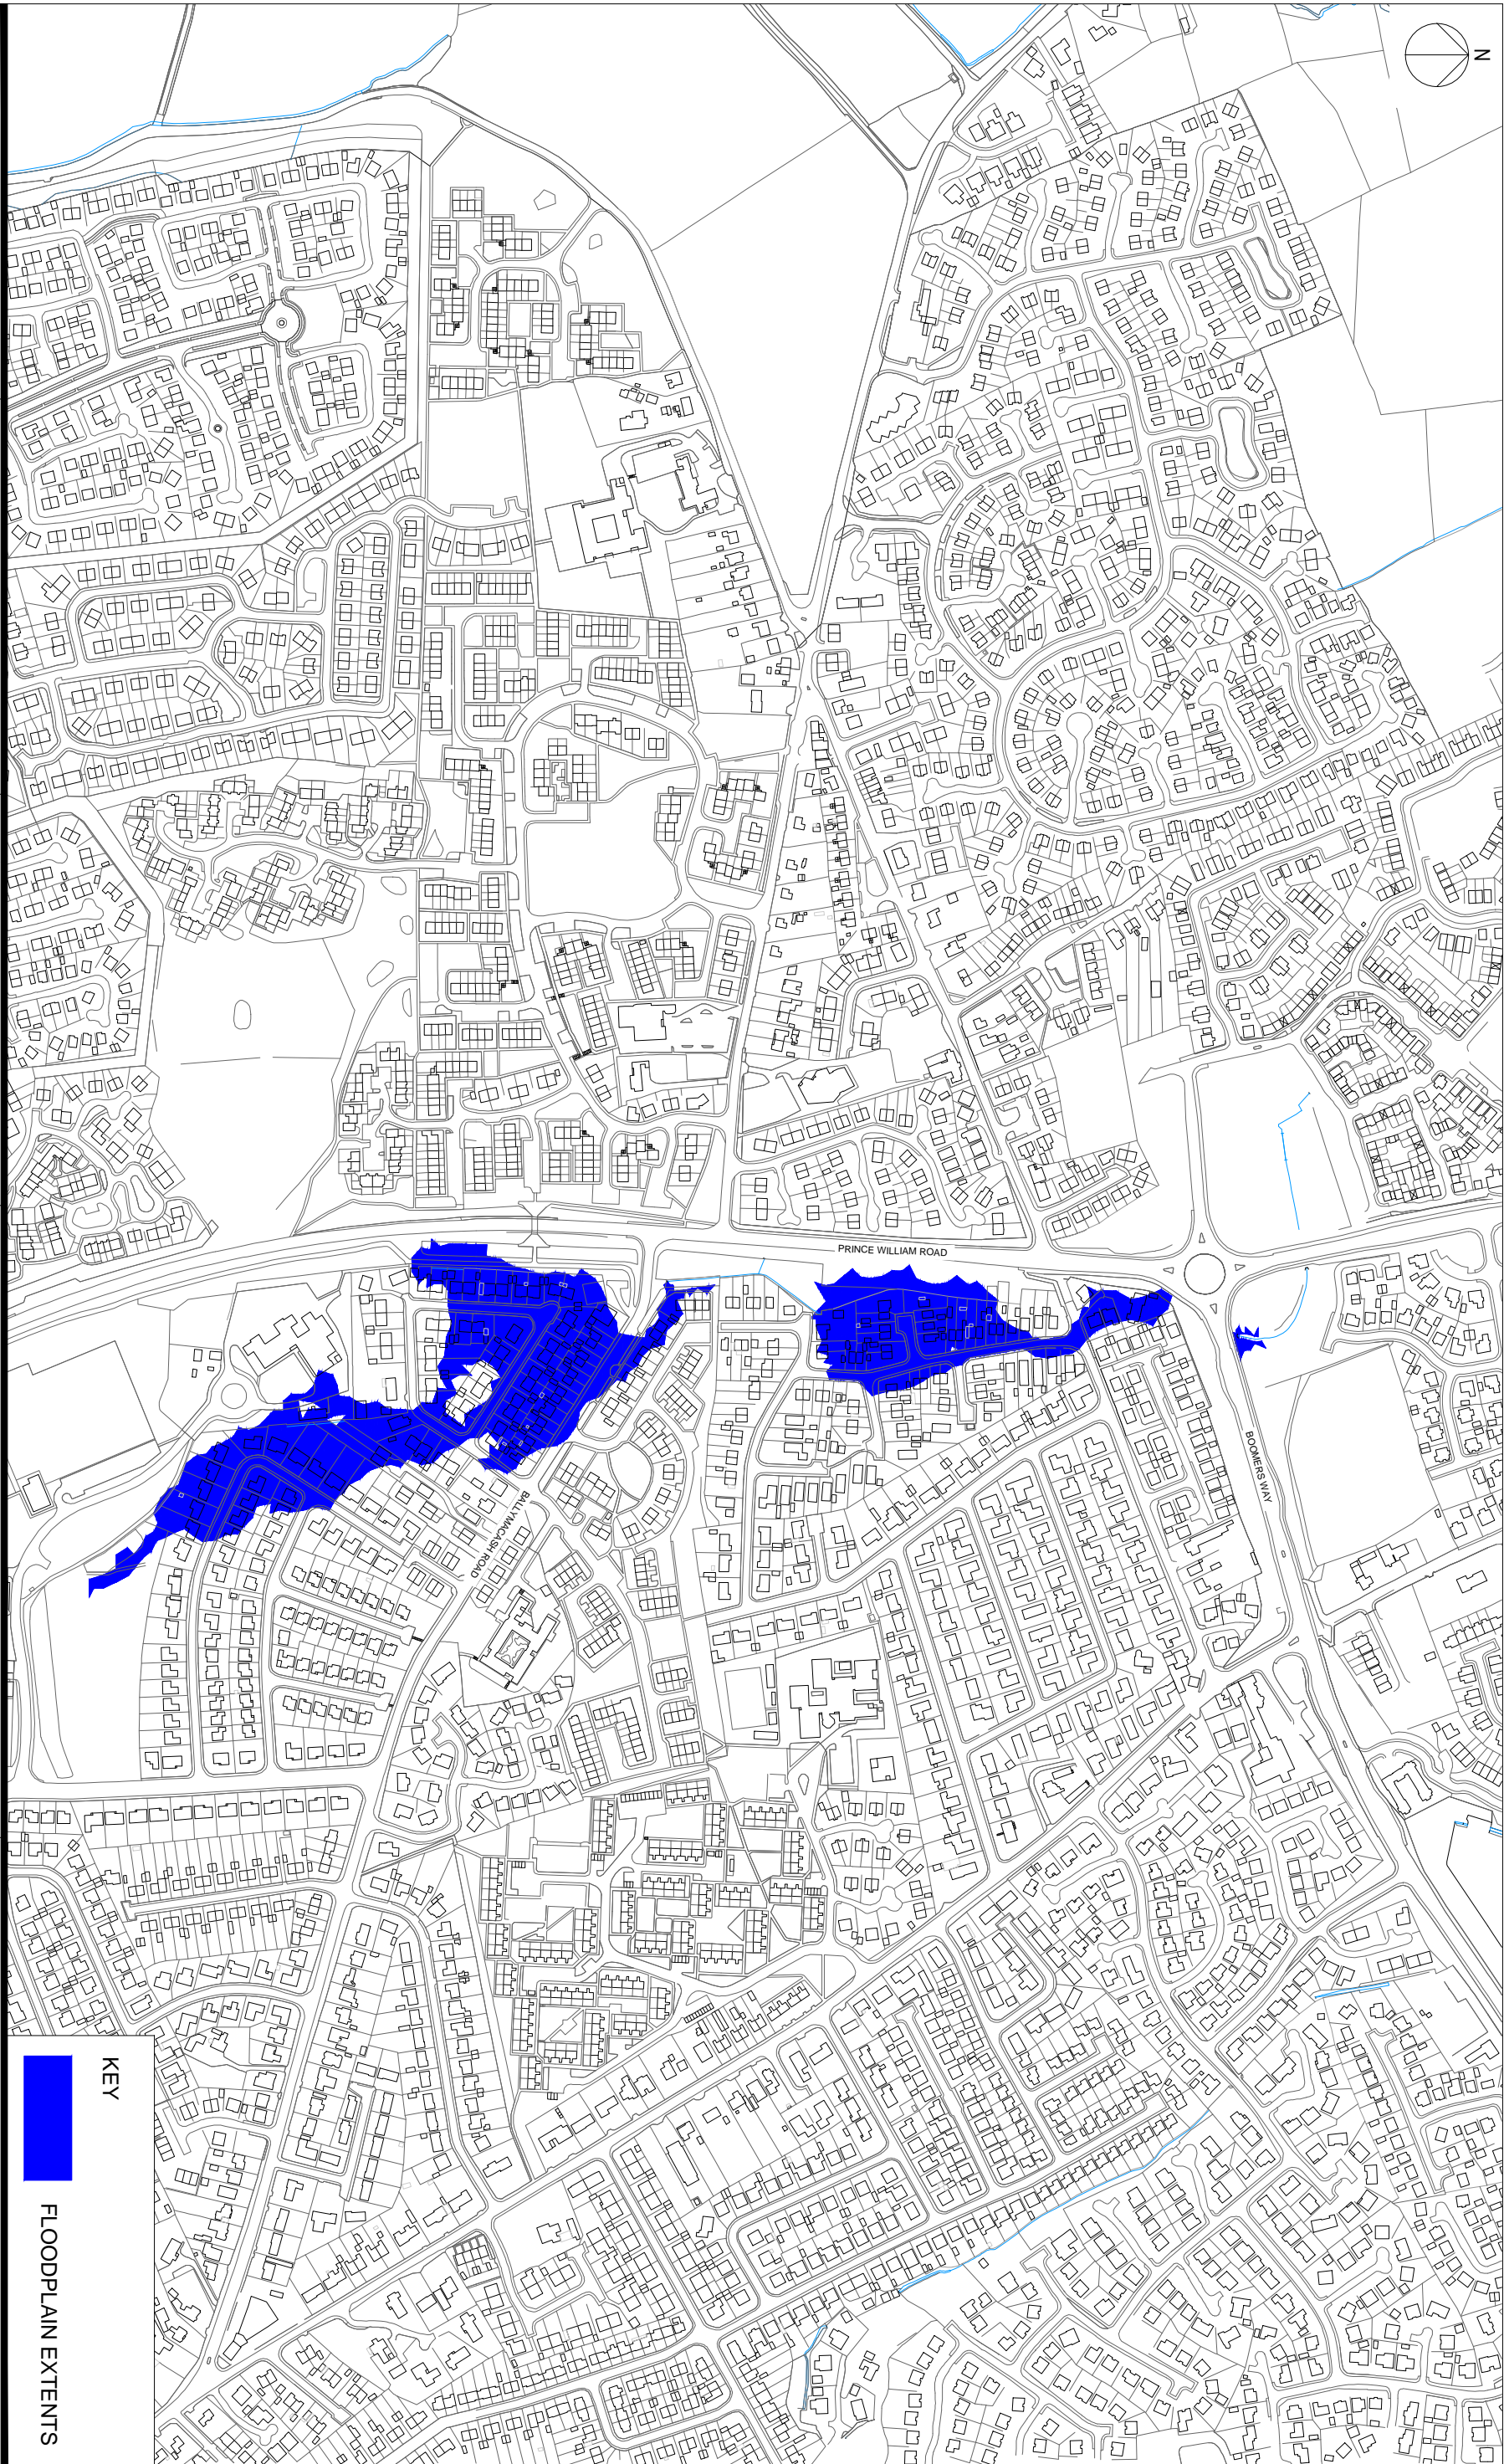 N
PRINCE WILLIAM ROAD
BOOMERS WAY
BALLYMACASH ROAD
KEY
FLOODPLAIN EXTENTS